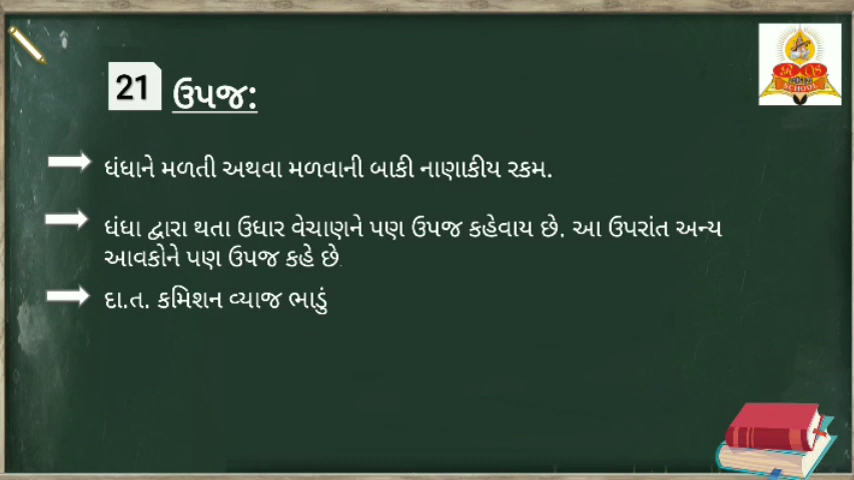 21 ઉપજ:
ધંધાને મળતી અથવા મળવાની બાકી નાણાકીય રકમ.
ધંધા દ્વારા થતા ઉધાર વેચાણને પણ ઉપજ કહેવાય છે. આ ઉપરાંત અન્ય
આવકોને પણ ઉપજ કહે છે.
દા.ત. કમિશન વ્યાજ ભાડું
SCHOOL